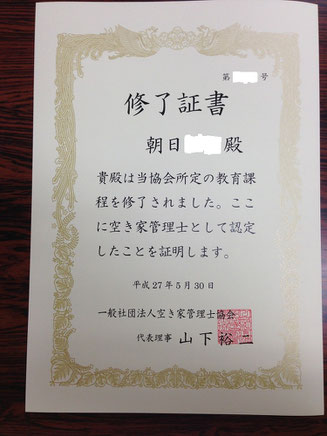 第 号
修了証書
朝日 殿
貴殿は当協会所定の教育課
程を修了されました。ここ
に空き家管理士として認定
したことを証明します。
平成27年5月30日
一般社団法人空き家管理士協会
代表理事 山下裕二